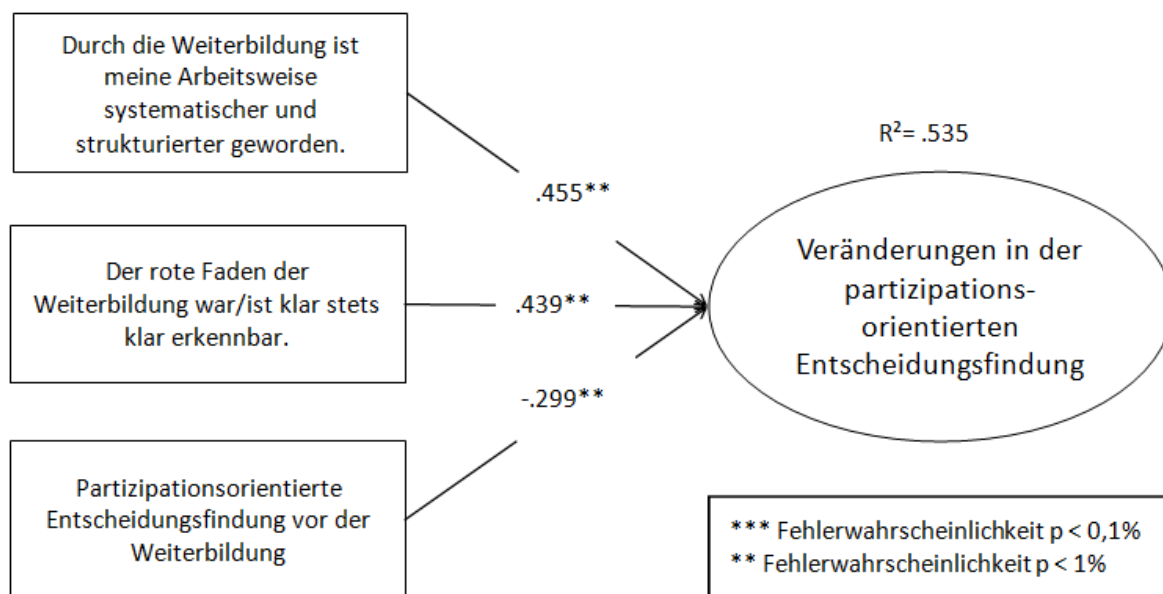 Durch die Weiterbildung ist
meine Arbeitsweise
systematischer und
strukturierter geworden.
R²= .535
.455**
Der rote Faden der
Weiterbildung war/ist klar stets
klar erkennbar.
.439**
Veränderungen in der
partizipations-
orientierten
Entscheidungsfindung
-.299**
Partizipationsorientierte
Entscheidungsfindung vor der
Weiterbildung
*** Fehlerwahrscheinlichkeit p < 0,1%
** Fehlerwahrscheinlichkeit p < 1%